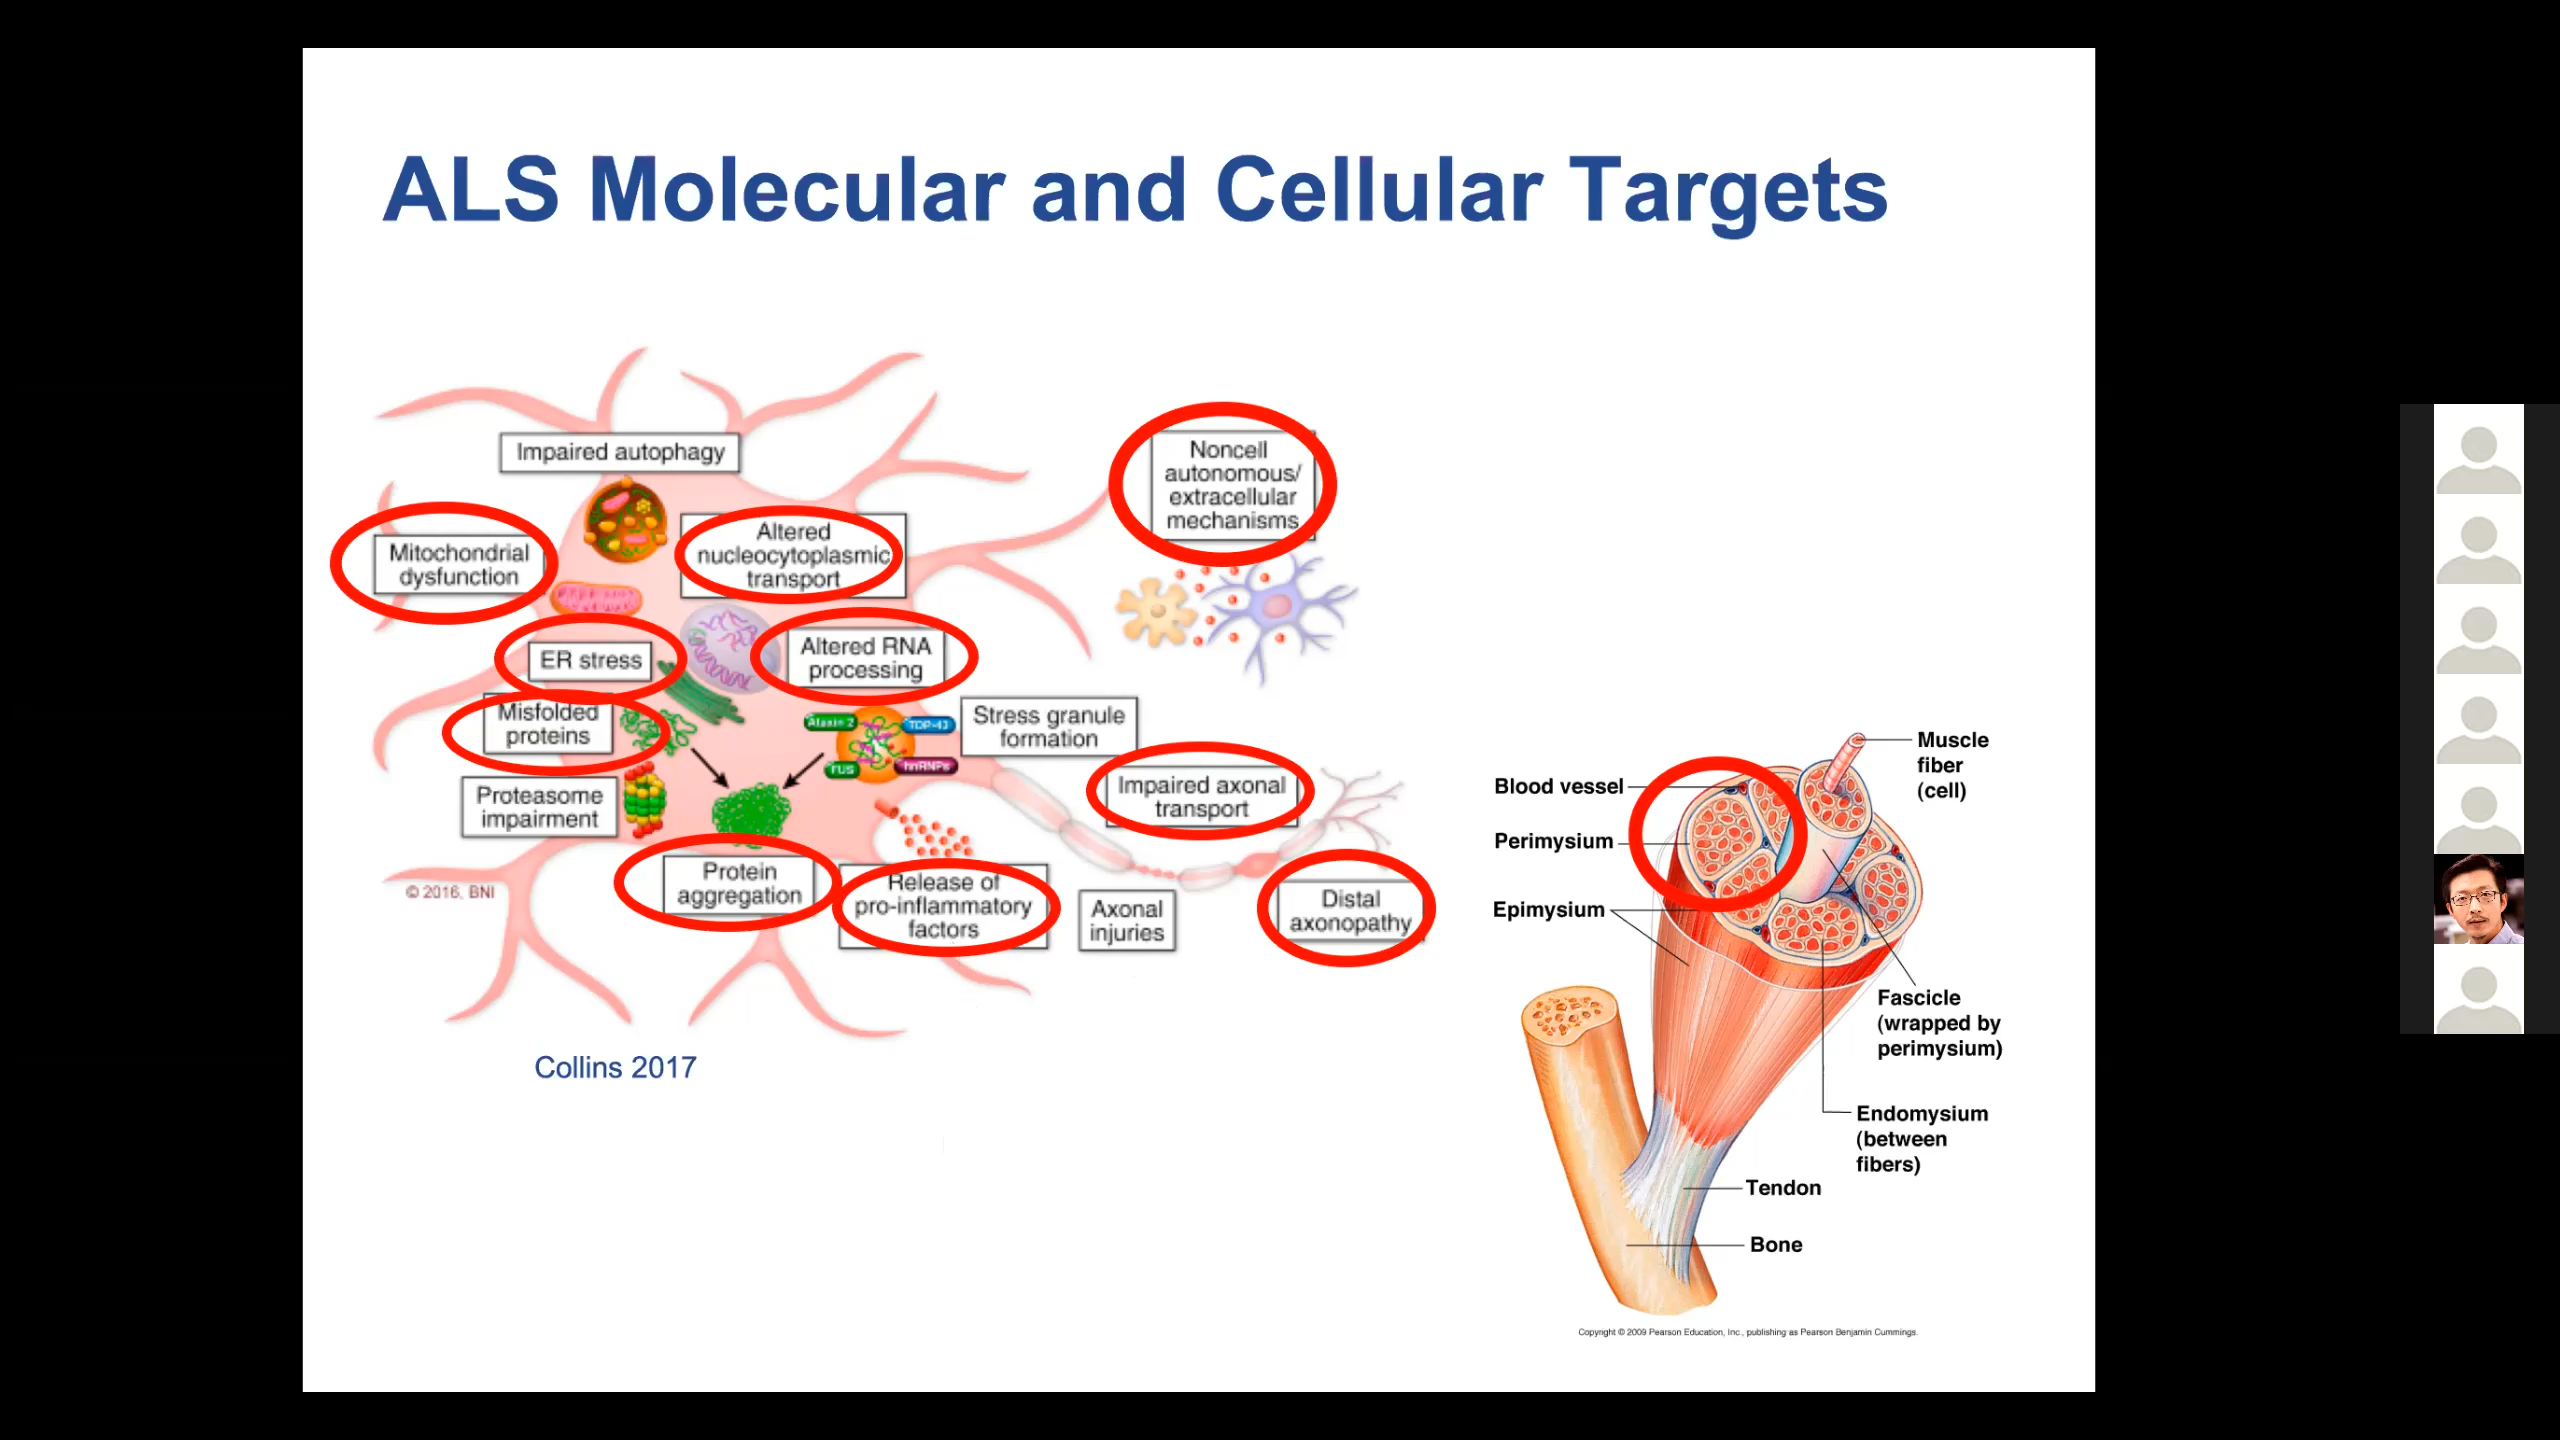 ALS Molecular and Cellular Targets
Impaired autophagy
Noncell
autonomous/
extracellular
mechanisms
Mitochondrial
dysfunction
Altered
nucleocytoplasmic
transport
ER stress
Altered RNA
processing
Misfolded
proteins
Ataxin 2
TDP-43
FUS
hnRNPs
Stress granule
formation
Proteasome
impairment
Impaired axonal
transport
Protein
aggregation
Release of
pro-inflammatory
factors
Axonal
injuries
Distal
axonopathy
© 2016, BNI
Collins 2017
Muscle
fiber
(cell)
Blood vessel
Perimysium
Epimysium
Fascicle
(wrapped by
perimysium)
Endomysium
(between
fibers)
Tendon
Bone
Copyright © 2009 Pearson Education, Inc., publishing as Pearson Benjamin Cummings.